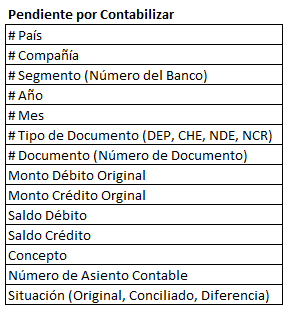 Pendiente por Contabilizar
# País
# Compañía
# Segmento (Número del Banco)
# Año
# Mes
# Tipo de Documento (DEP, CHE, NDE, NCR)
# Documento (Número de Documento)
Monto Débito Original
Monto Crédito Orginal
Saldo Débito
Saldo Crédito
Concepto
Número de Asiento Contable
Situación (Original, Conciliado, Diferencia)